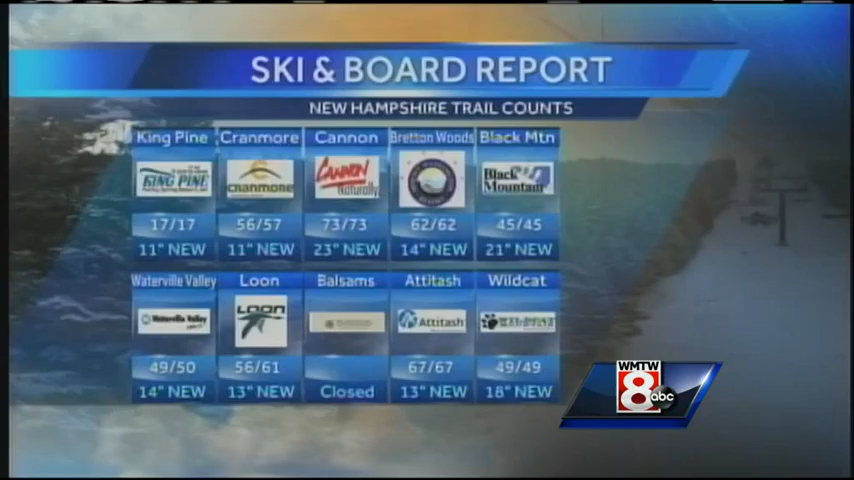 SKI & BOARD REPORT
NEW HAMPSHIRE TRAIL COUNTS
King Pine Cranmore Cannon Bretton Woods Black Mtn
KING PINE CRANMORE CANNON Naturally Black Mountain
17/17 56/57 73/73 62/62 45/45
11" NEW 11" NEW 23" NEW 14" NEW 21" NEW
Waterville Valley Loon Balsams Attitash Wildcat
Waterville Valley LOON Attitash WILDCAT
49/50 56/61 67/67 49/49
14" NEW 13" NEW Closed 13" NEW 18" NEW
WMTW
8 abc